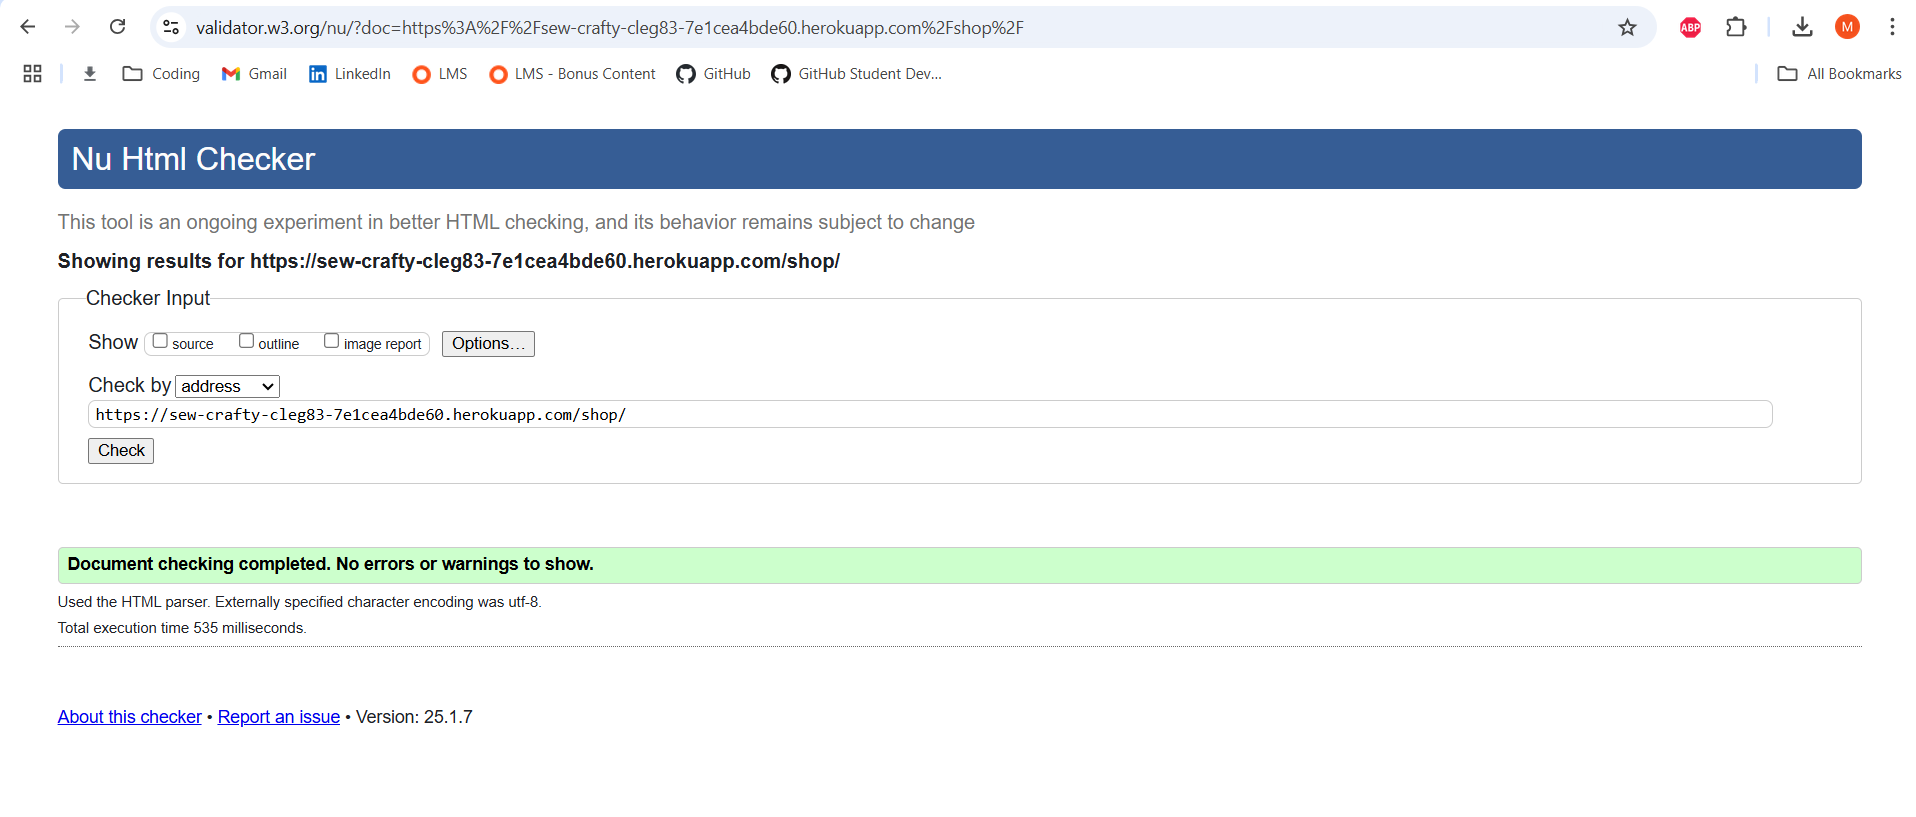 validator.w3.org/nu/?doc=https%3A%2F%2Fsew-crafty-cleg83-7e1cea4bde60.herokuapp.com%2Fshop%2F
ABP
M
Coding Gmail LinkedIn LMS LMS - Bonus Content GitHub GitHub Student Dev... All Bookmarks
Nu Html Checker
This tool is an ongoing experiment in better HTML checking, and its behavior remains subject to change
Showing results for https://sew-crafty-cleg83-7e1cea4bde60.herokuapp.com/shop/
Checker Input
Show source outline image report Options...
Check by address
https://sew-crafty-cleg83-7e1cea4bde60.herokuapp.com/shop/
Check
Document checking completed. No errors or warnings to show.
Used the HTML parser. Externally specified character encoding was utf-8.
Total execution time 535 milliseconds.
About this checker • Report an issue • Version: 25.1.7